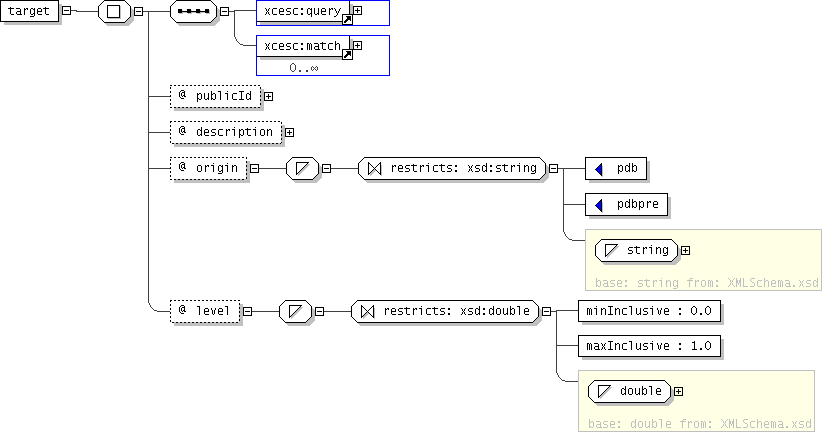 target
xcesc:query
xcesc:match
0..∞
@ publicId
@ description
@ origin
restricts: xsd:string
pdb
pdbpre
string
base: string from: XMLSchema.xsd
@ level
restricts: xsd:double
minInclusive : 0.0
maxInclusive : 1.0
double
base: double from: XMLSchema.xsd